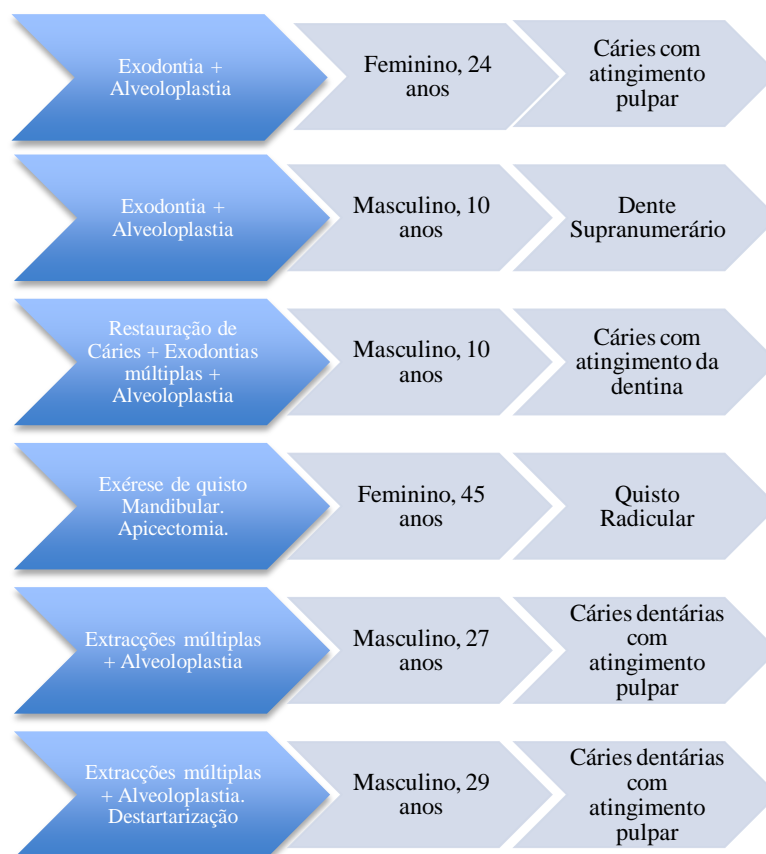 Exodontia +
Alveoloplastia
Feminino, 24
anos
Cáries com
atingimento
pulpar
Exodontia +
Alveoloplastia
Masculino, 10
anos
Dente
Supranumerário
Restauração de
Cáries + Exodontias
múltiplas +
Alveoloplastia
Masculino, 10
anos
Cáries com
atingimento da
dentina
Exérese de quisto
Mandibular.
Apicectomia.
Feminino, 45
anos
Quisto
Radicular
Extracções múltiplas
+ Alveoloplastia
Masculino, 27
anos
Cáries dentárias
com
atingimento
pulpar
Extracções múltiplas
+ Alveoloplastia.
Destartarização
Masculino, 29
anos
Cáries dentárias
com
atingimento
pulpar